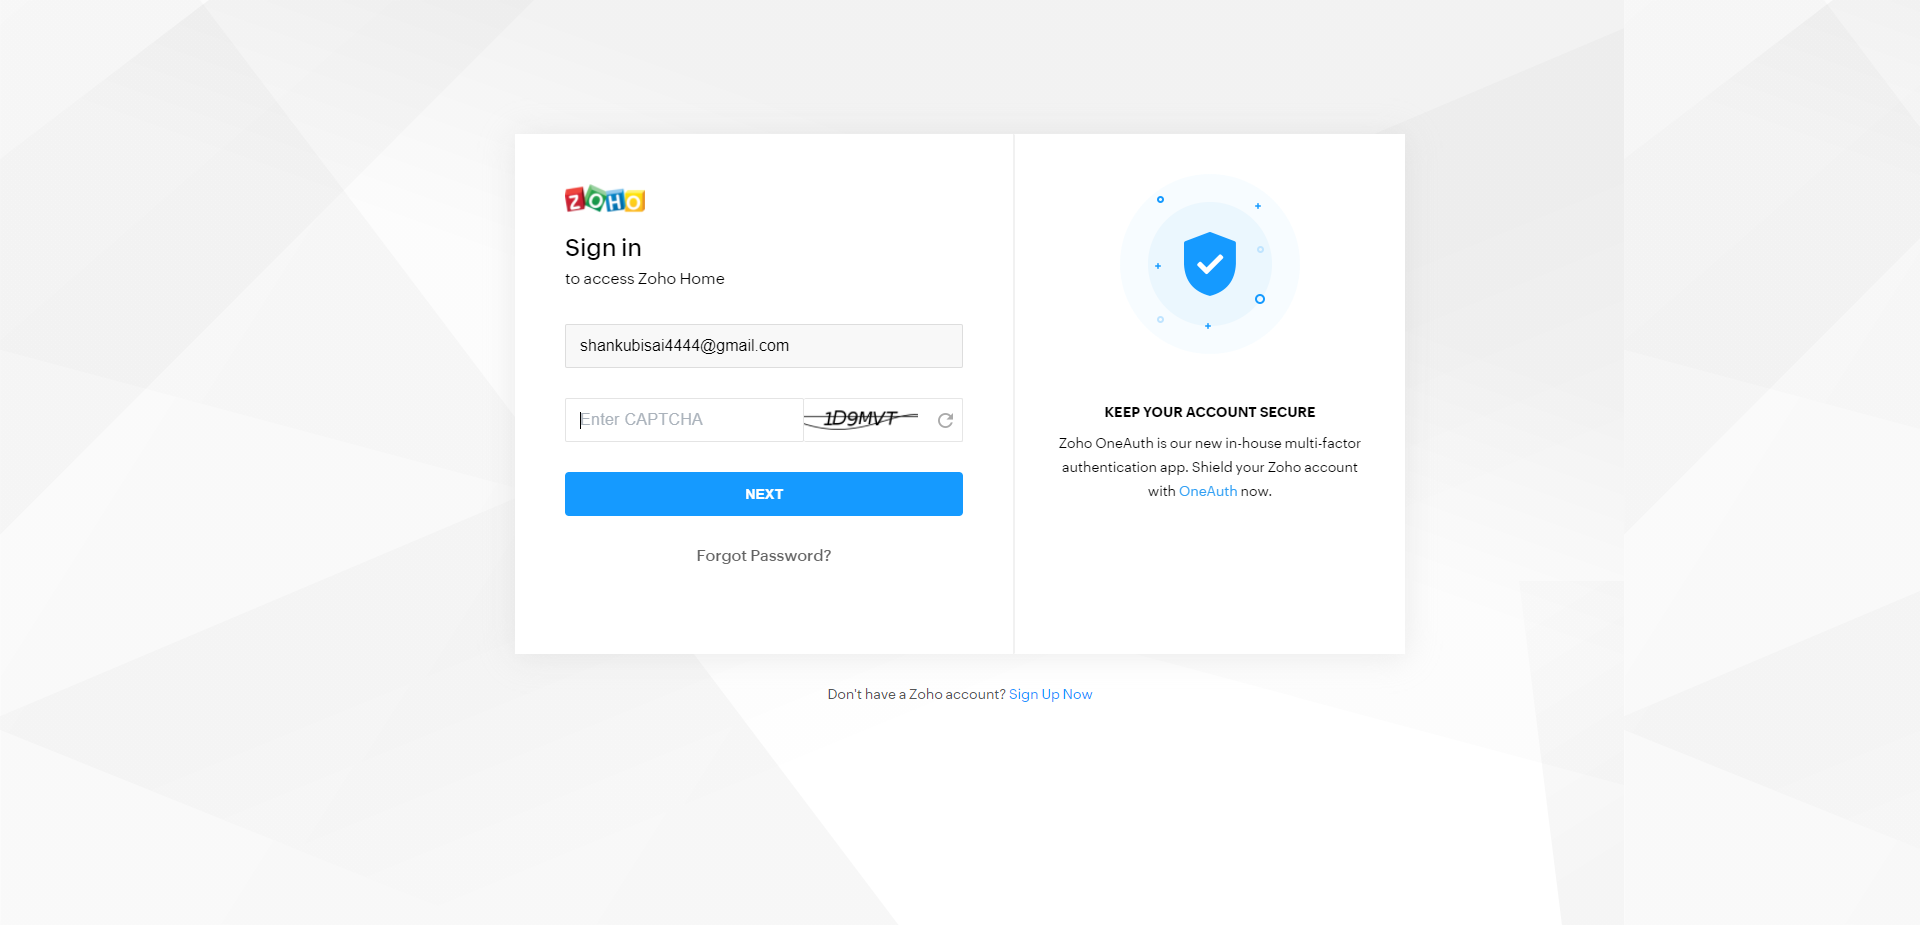 ZOHO
Sign in
to access Zoho Home
shankubisai4444@gmail.com
Enter CAPTCHA
1D9MVT
NEXT
Forgot Password?
KEEP YOUR ACCOUNT SECURE
Zoho OneAuth is our new in-house multi-factor
authentication app. Shield your Zoho account
with OneAuth now.
Don't have a Zoho account? Sign Up Now